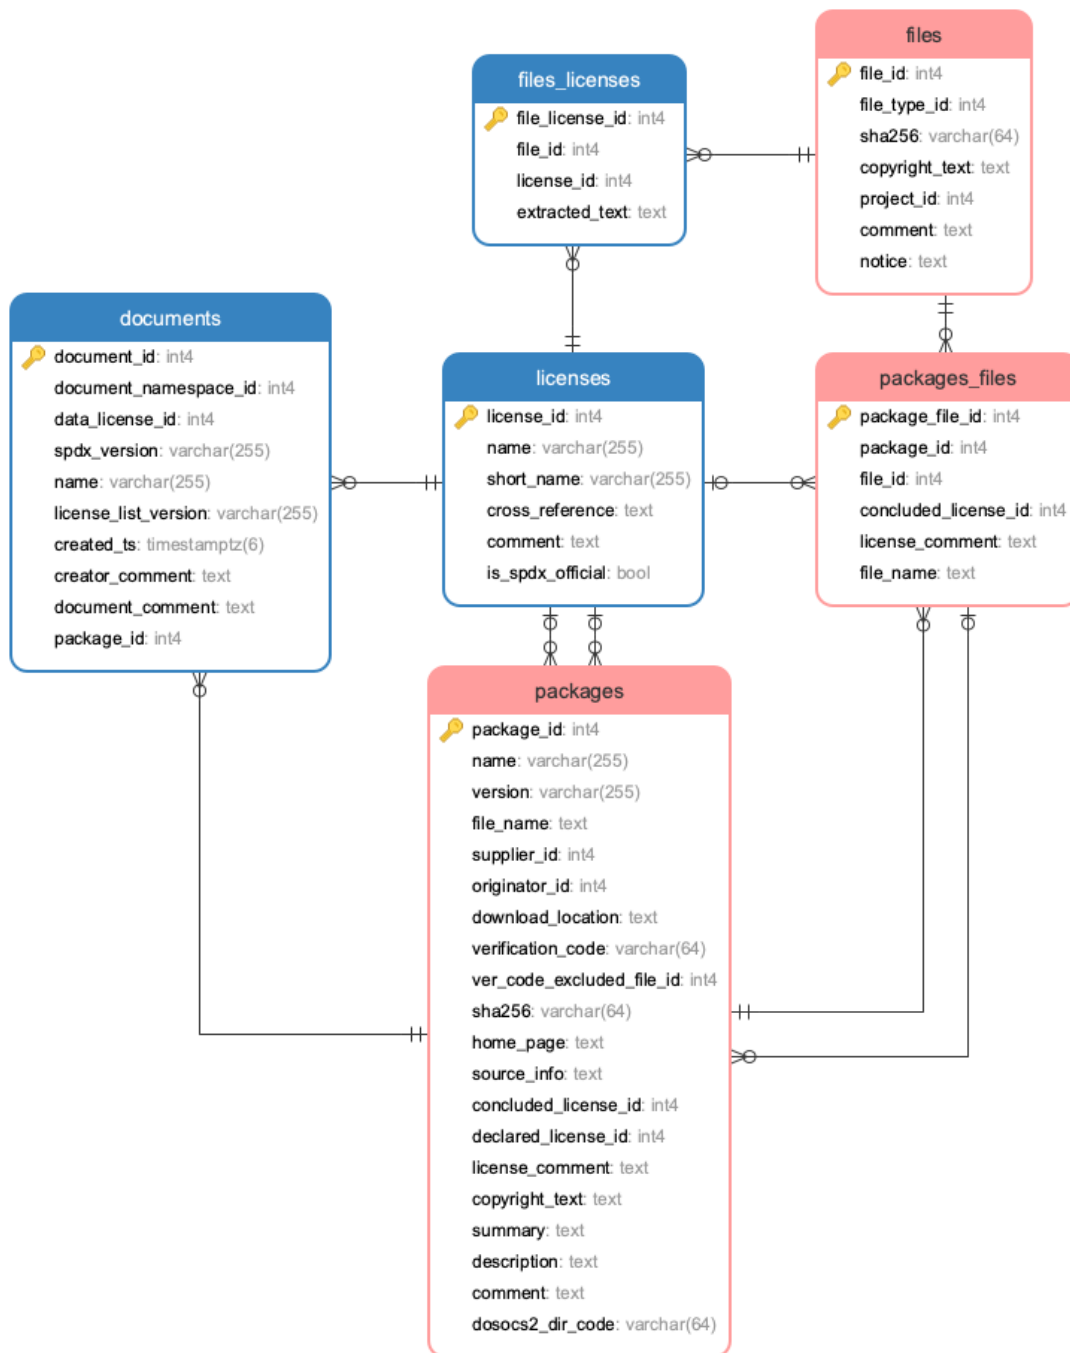 files
file_id: int4
file_type_id: int4
sha256: varchar(64)
copyright_text: text
project_id: int4
comment: text
notice: text
files_licenses
file_license_id: int4
file_id: int4
license_id: int4
extracted_text: text
documents
document_id: int4
document_namespace_id: int4
data_license_id: int4
spdx_version: varchar(255)
name: varchar(255)
license_list_version: varchar(255)
created_ts: timestamptz(6)
creator_comment: text
document_comment: text
package_id: int4
licenses
license_id: int4
name: varchar(255)
short_name: varchar(255)
cross_reference: text
comment: text
is_spdx_official: bool
packages_files
package_file_id: int4
package_id: int4
file_id: int4
concluded_license_id: int4
license_comment: text
file_name: text
packages
package_id: int4
name: varchar(255)
version: varchar(255)
file_name: text
supplier_id: int4
originator_id: int4
download_location: text
verification_code: varchar(64)
ver_code_excluded_file_id: int4
sha256: varchar(64)
home_page: text
source_info: text
concluded_license_id: int4
declared_license_id: int4
license_comment: text
copyright_text: text
summary: text
description: text
comment: text
dosocs2_dir_code: varchar(64)